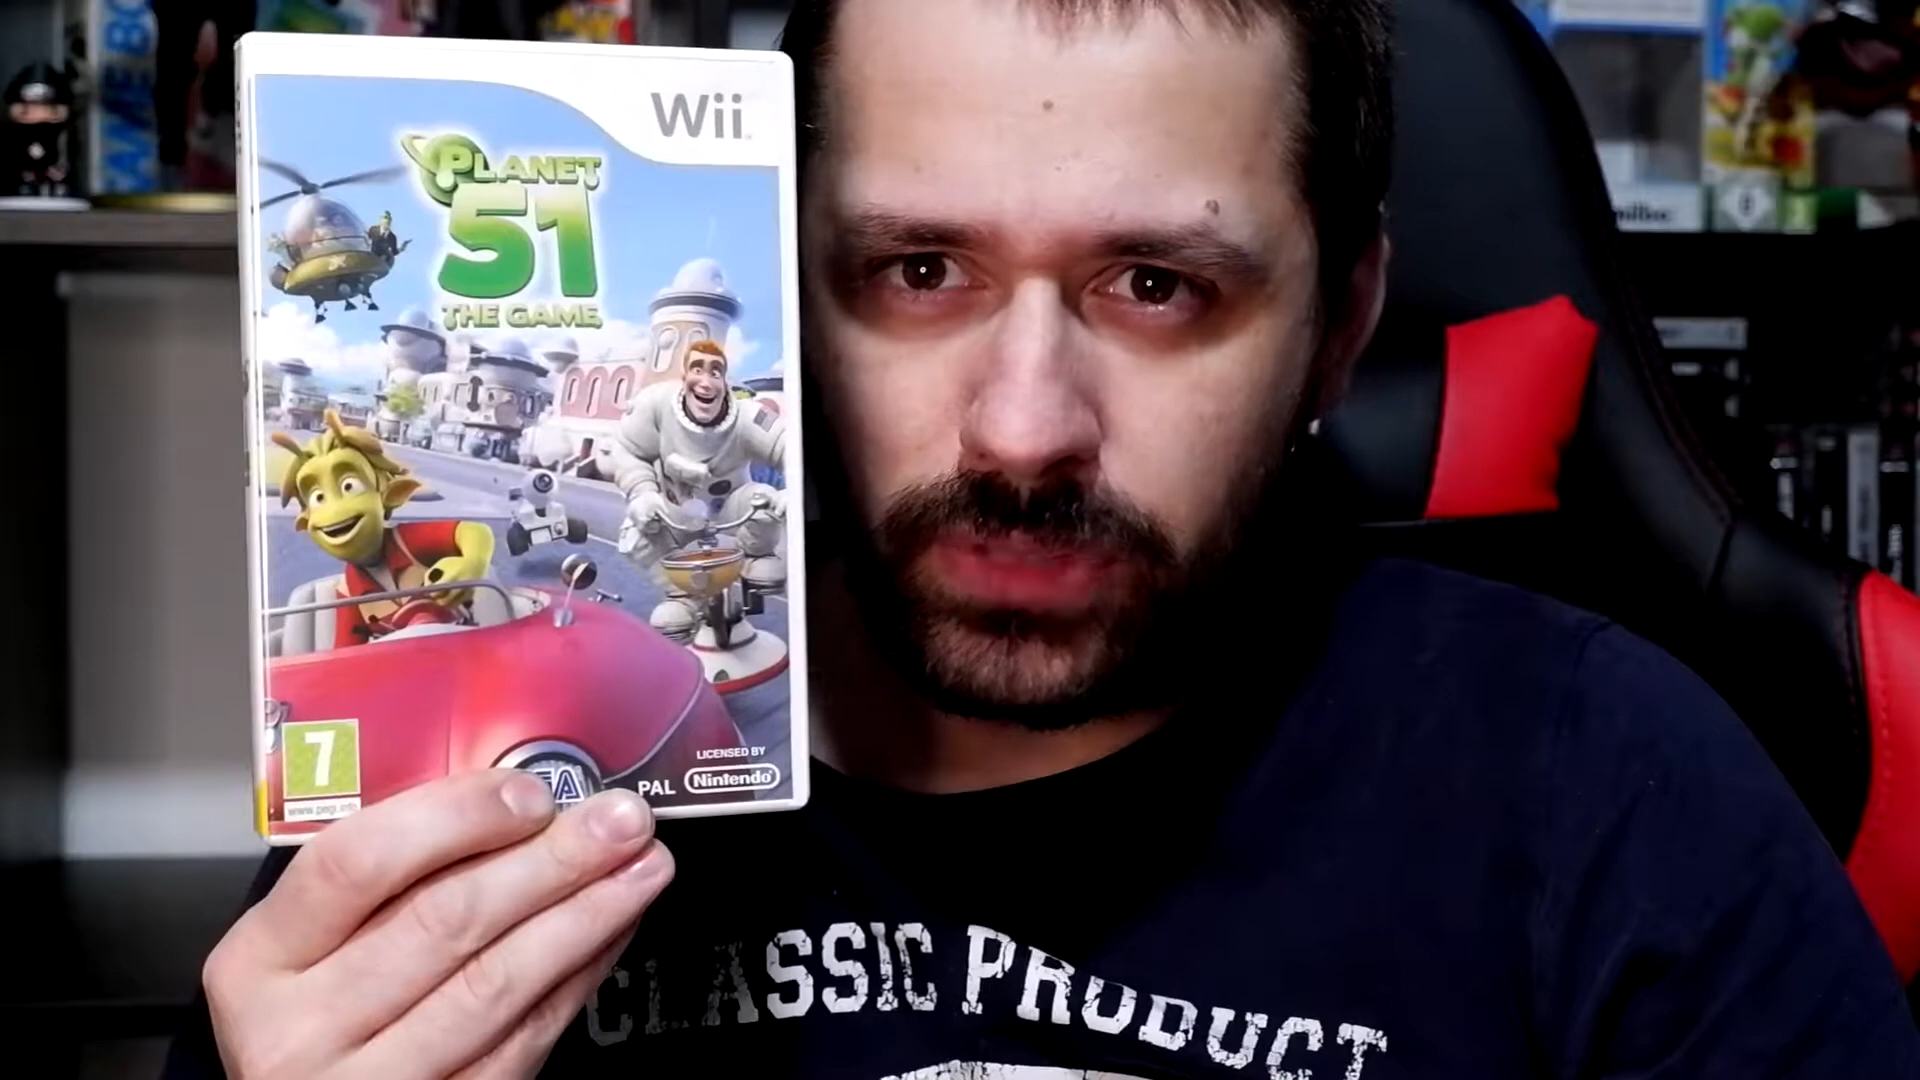 Wii
PLANET
51
THE GAME
7
www.pegi.info
LICENSED BY
PAL
Nintendo
CLASSIC PRODUCT